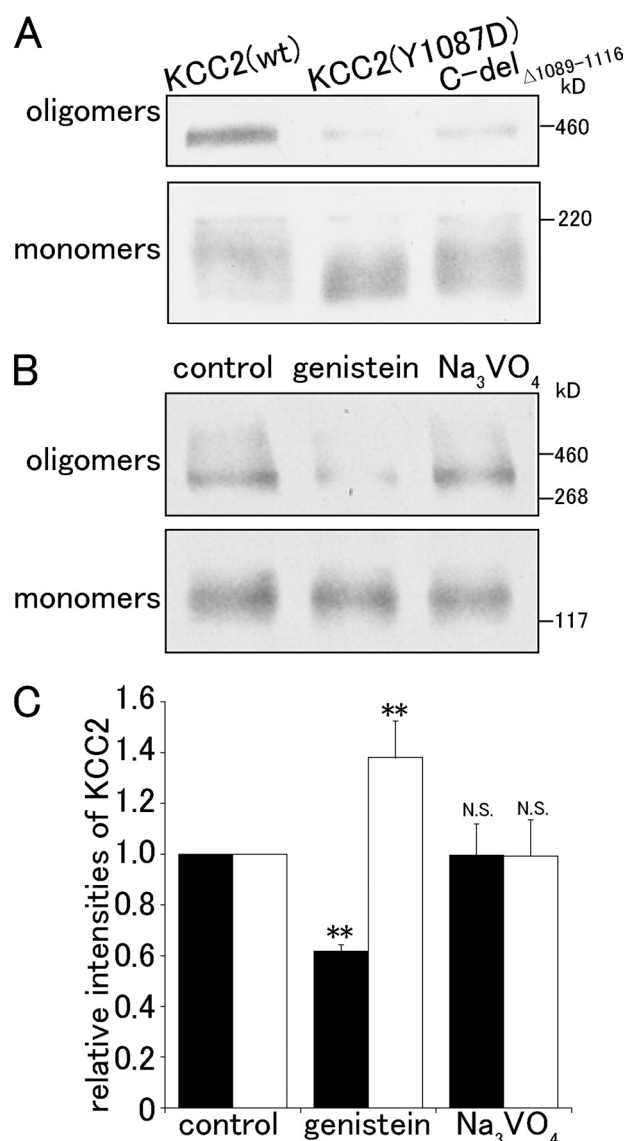 A
KCC2(wt) KCC2(Y1087D) C-del Δ1089-1116
kD
oligomers
460
220
monomers
B
control genistein Na₃VO₄
kD
oligomers
460
268
monomers
117
C
relative intensities of KCC2
1.6
1.4
1.2
1.0
0.8
0.6
0.4
0.2
0
**
**
N.S. N.S.
control genistein Na₃VO₄